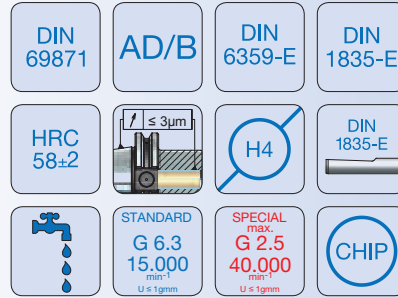 DIN
69871
AD/B
DIN
6359-E
DIN
1835-E
HRC
58±2
≤ 3µm
H4
DIN
1835-E
STANDARD
G 6.3
15.000
min-1
U ≤ 1gmm
SPECIAL
max.
G 2.5
40.000
min-1
U ≤ 1gmm
CHIP